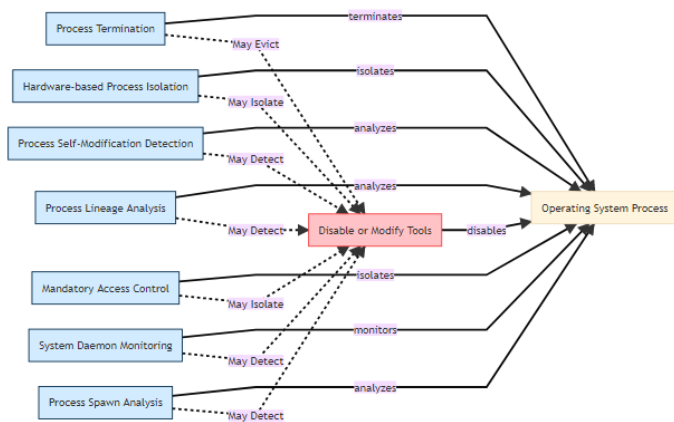 Process Termination
terminates
May Evict
Hardware-based Process Isolation
isolates
May Isolate
Process Self-Modification Detection
analyzes
May Detect
Process Lineage Analysis
analyzes
May Detect
Disable or Modify Tools
disables
Operating System Process
Mandatory Access Control
isolates
May Isolate
System Daemon Monitoring
monitors
May Detect
Process Spawn Analysis
analyzes
May Detect